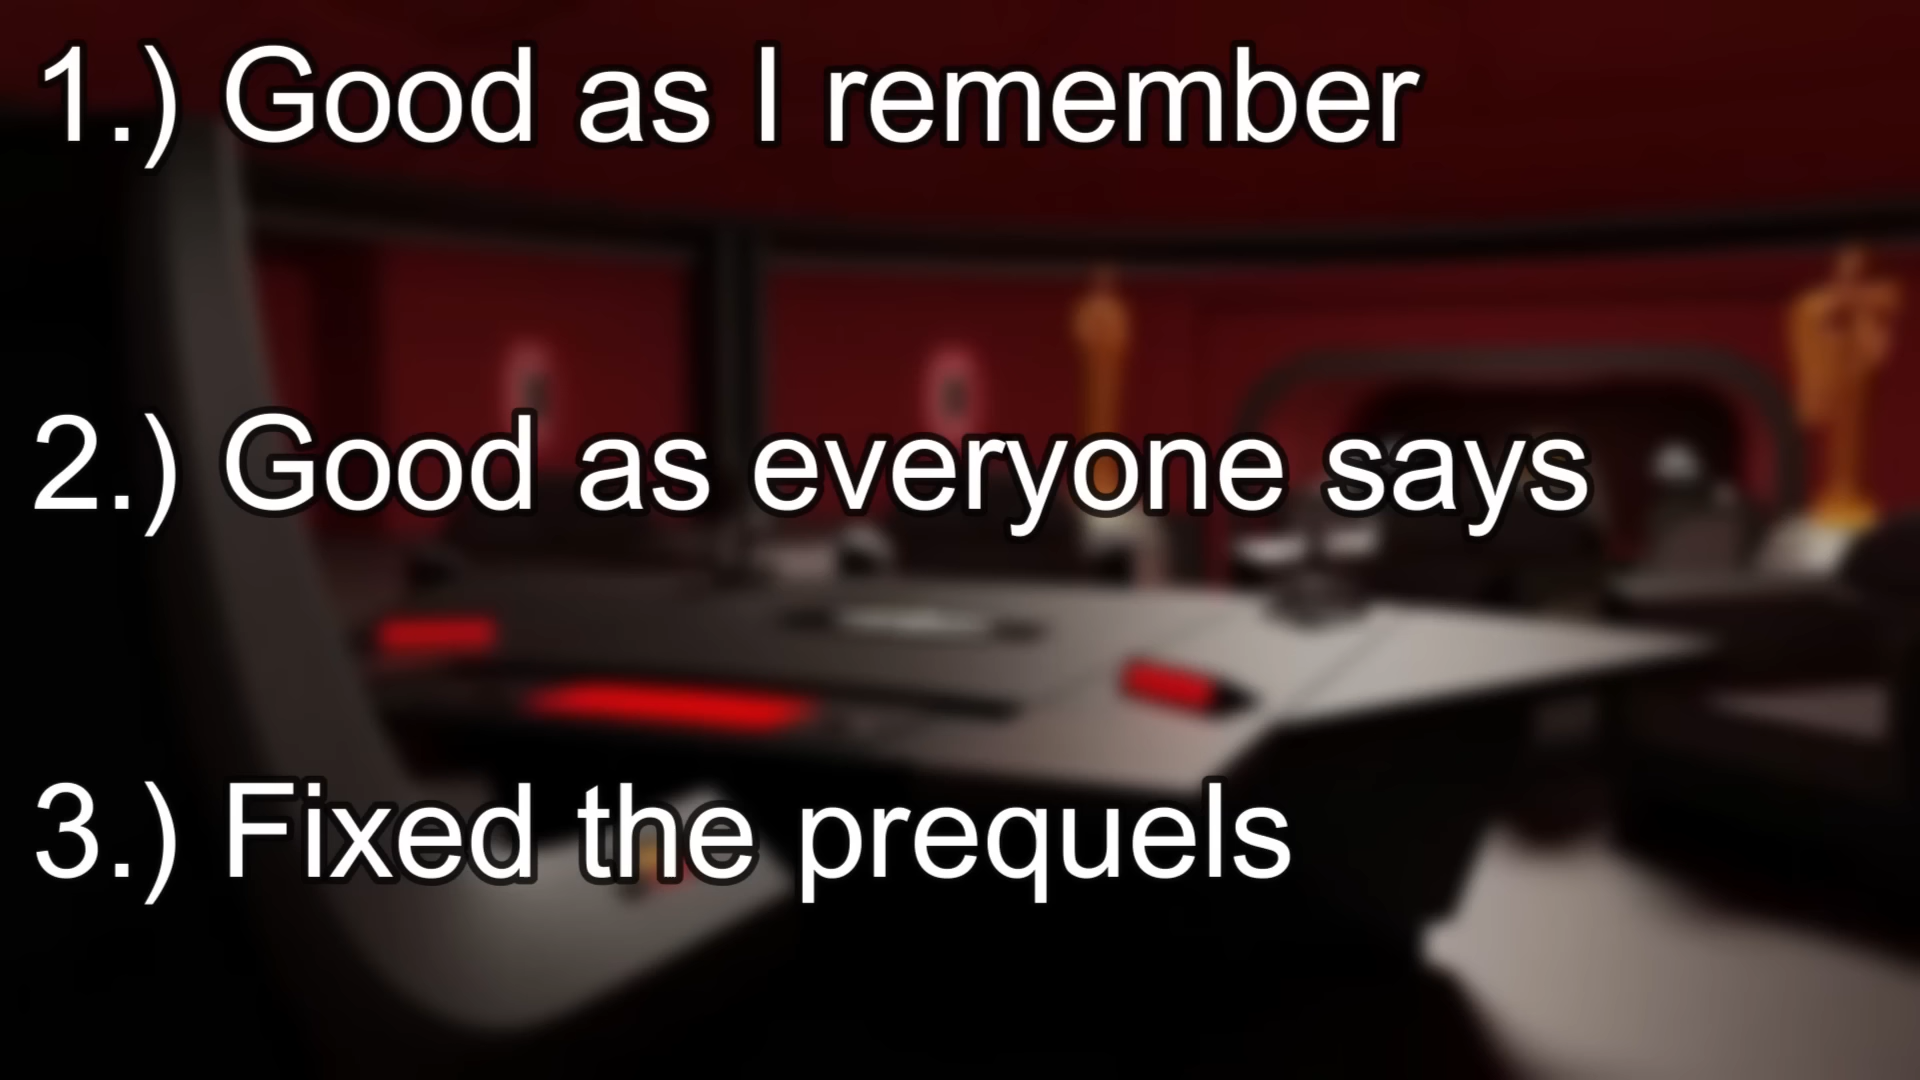 1.) Good as I remember
2.) Good as everyone says
3.) Fixed the prequels